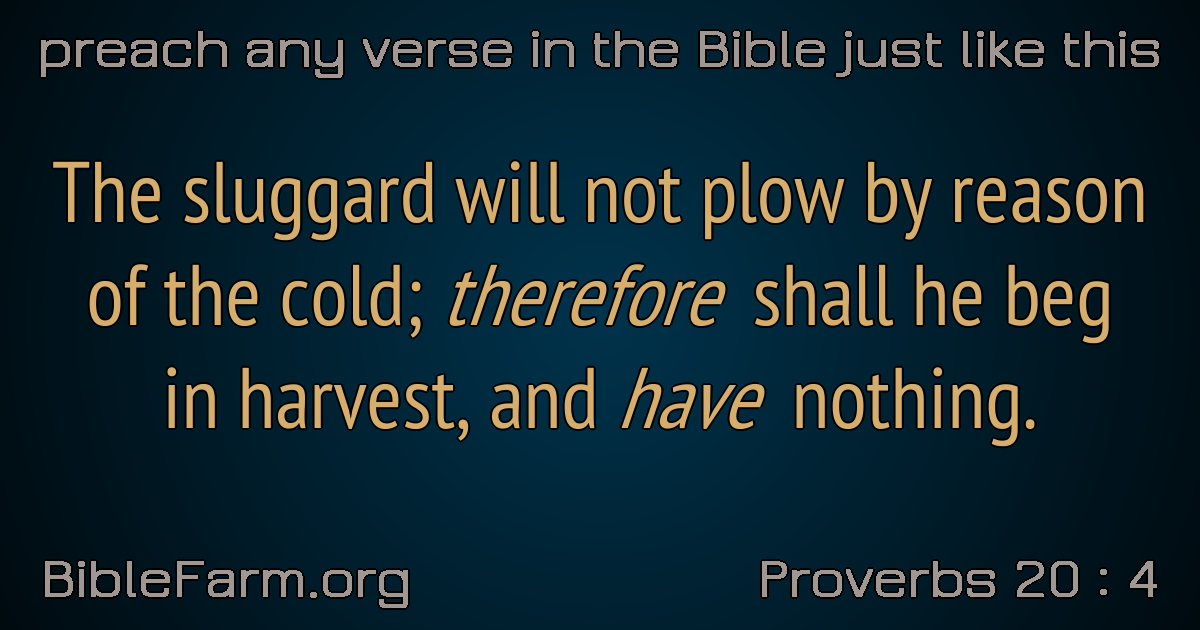 preach any verse in the Bible just like this
The sluggard will not plow by reason
of the cold; therefore shall he beg
in harvest, and have nothing.
BibleFarm.org
Proverbs 20 : 4